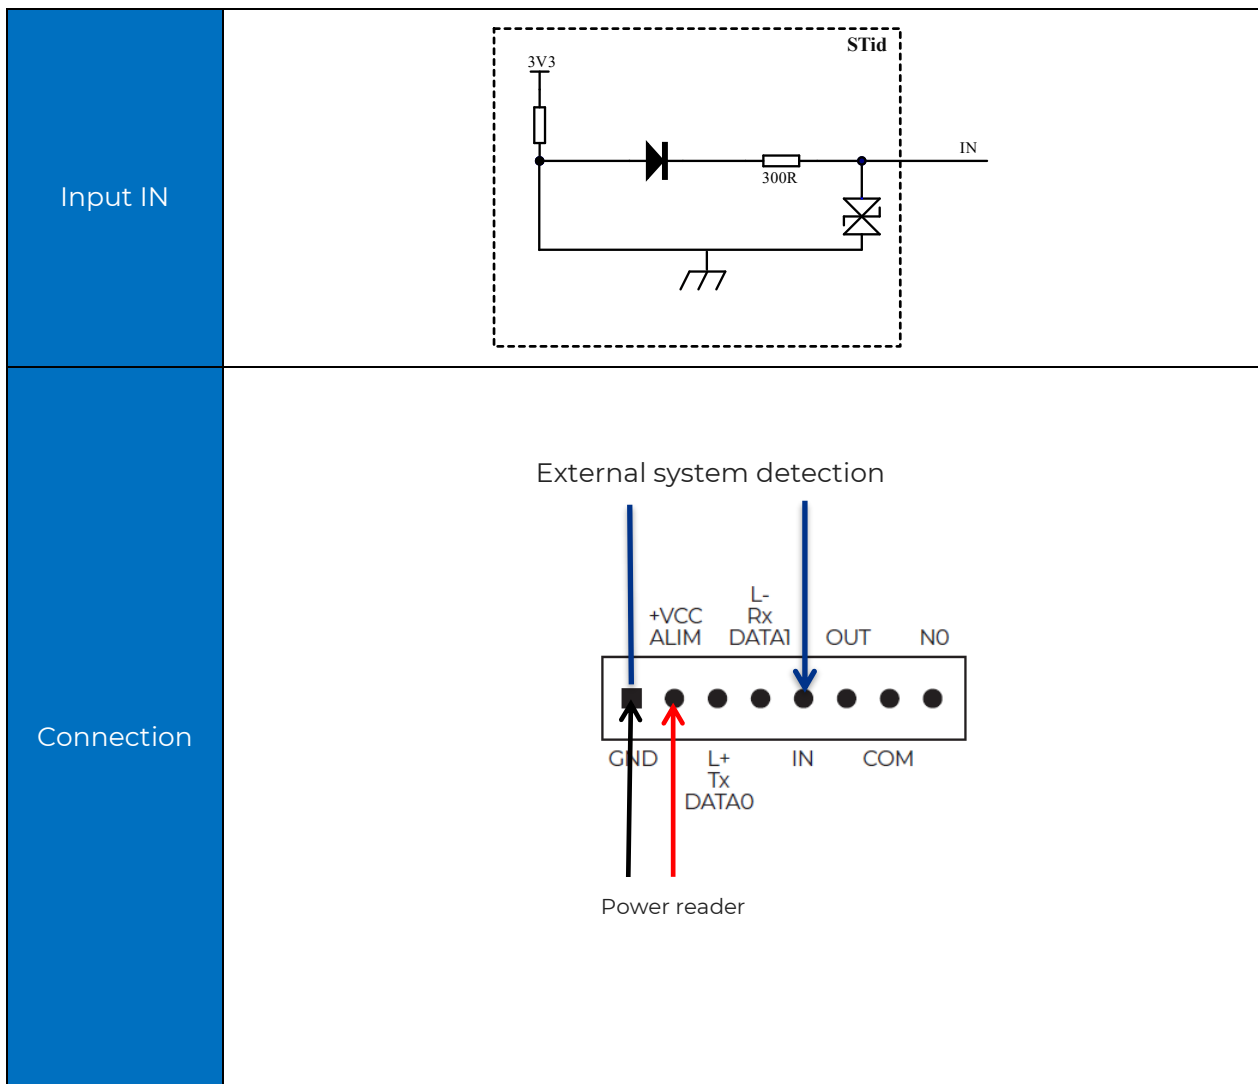 Input IN
STid
3V3
IN
300R
Connection
External system detection
+VCC
ALIM
L-
Rx
DATA1
OUT
N0
GND
L+
Tx
DATA0
IN
COM
Power reader